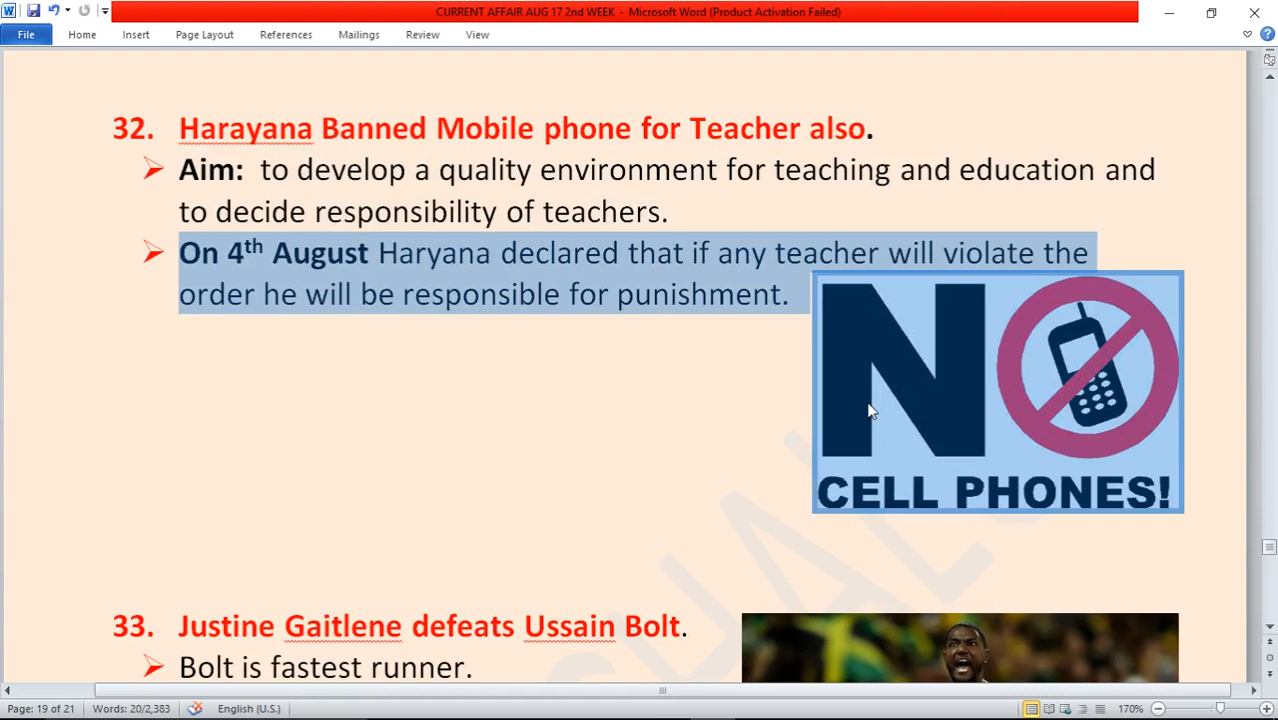 CURRENT AFFAIR AUG 17 2nd WEEK - Microsoft Word (Product Activation Failed)
File Home Insert Page Layout References Mailings Review View
32. Harayana Banned Mobile phone for Teacher also.
Aim: to develop a quality environment for teaching and education and
to decide responsibility of teachers.
On 4th August Haryana declared that if any teacher will violate the
order he will be responsible for punishment.
NO
CELL PHONES!
33. Justine Gaitlene defeats Ussain Bolt.
Bolt is fastest runner.
Page: 19 of 21 Words: 20/2,383 English (U.S.) 170%